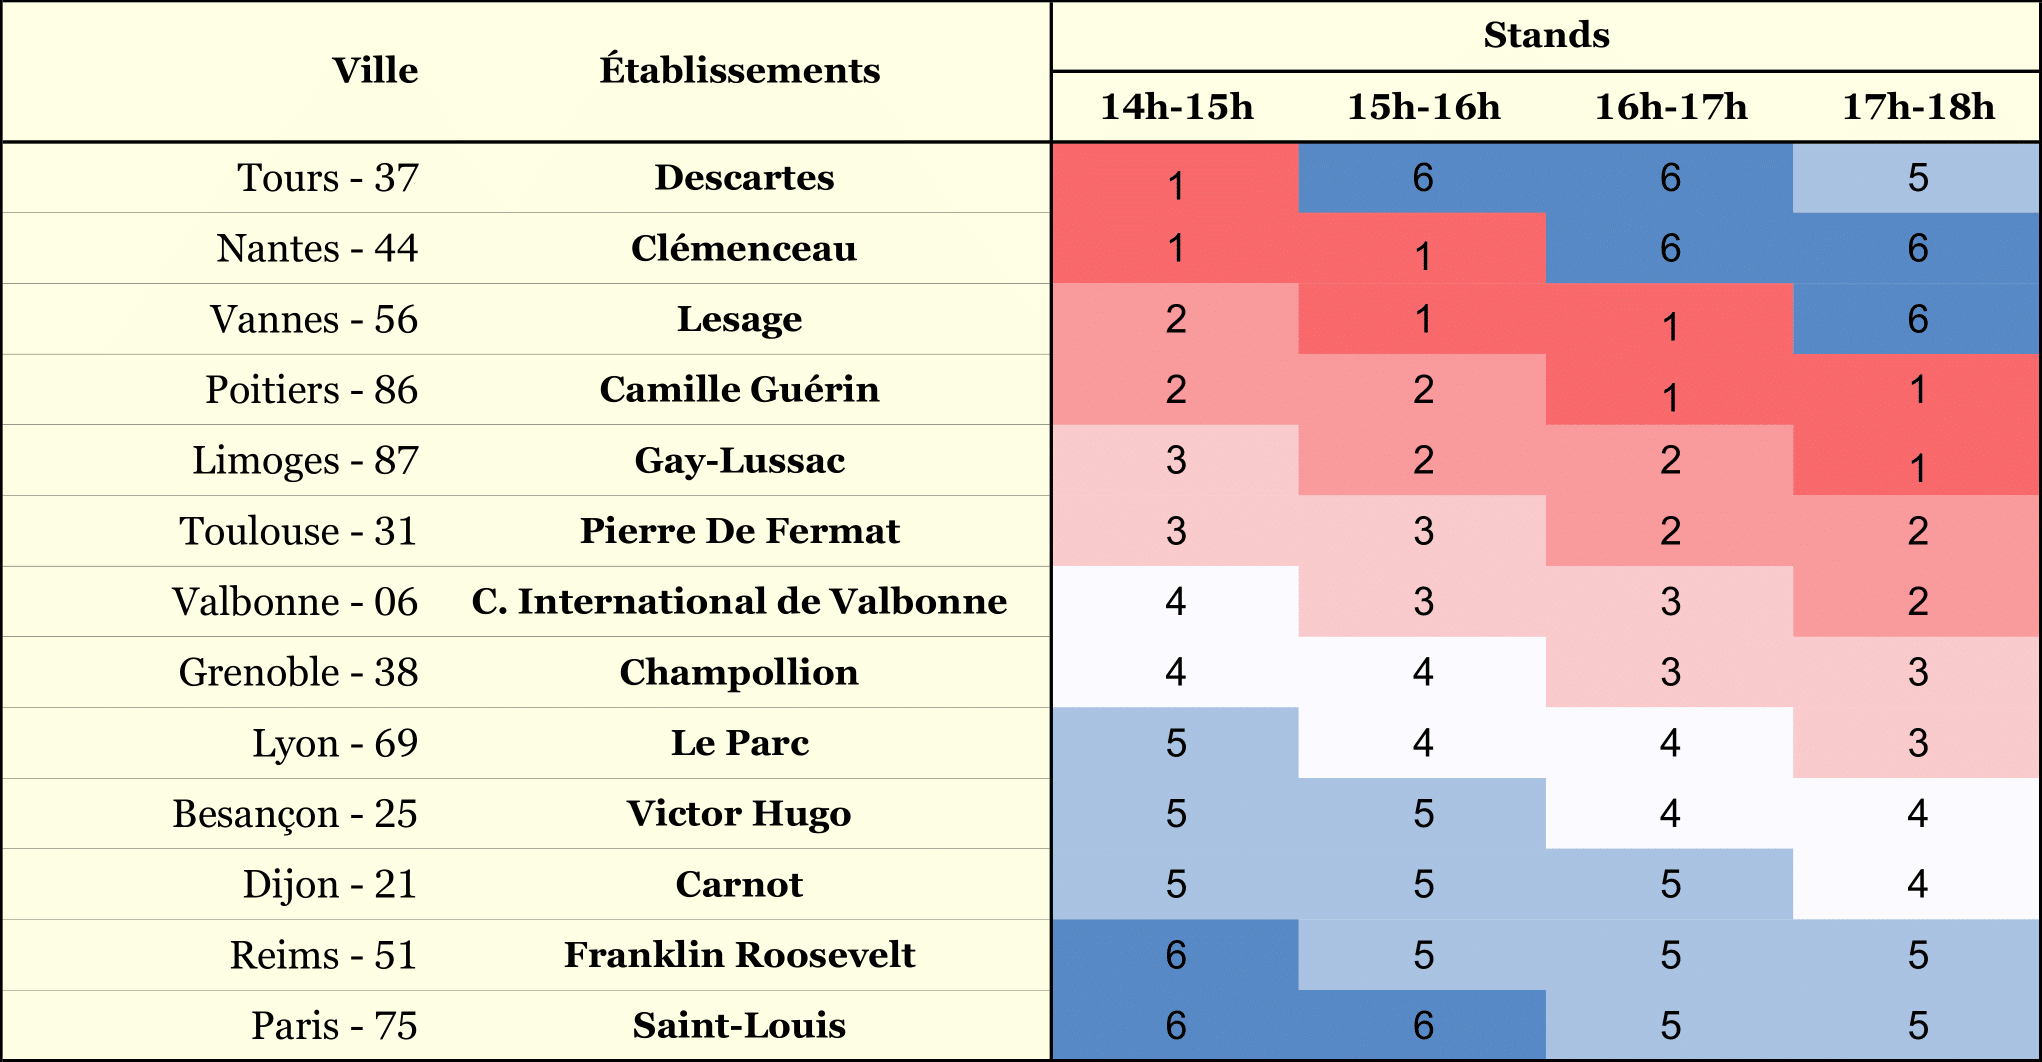 Ville Établissements Stands
14h-15h 15h-16h 16h-17h 17h-18h
Tours - 37 Descartes 1 6 6 5
Nantes - 44 Clémenceau 1 1 6 6
Vannes - 56 Lesage 2 1 1 6
Poitiers - 86 Camille Guérin 2 2 1 1
Limoges - 87 Gay-Lussac 3 2 2 1
Toulouse - 31 Pierre De Fermat 3 3 2 2
Valbonne - 06 C. International de Valbonne 4 3 3 2
Grenoble - 38 Champollion 4 4 3 3
Lyon - 69 Le Parc 5 4 4 3
Besançon - 25 Victor Hugo 5 5 4 4
Dijon - 21 Carnot 5 5 5 4
Reims - 51 Franklin Roosevelt 6 5 5 5
Paris - 75 Saint-Louis 6 6 5 5